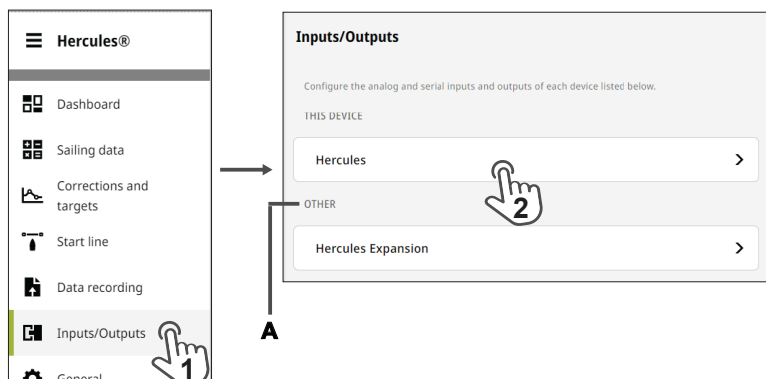 Hercules®
Dashboard
Sailing data
Corrections and
targets
Start line
Data recording
Inputs/Outputs
1
General
Inputs/Outputs
Configure the analog and serial inputs and outputs of each device listed below.
THIS DEVICE
Hercules
2
OTHER
Hercules Expansion
A